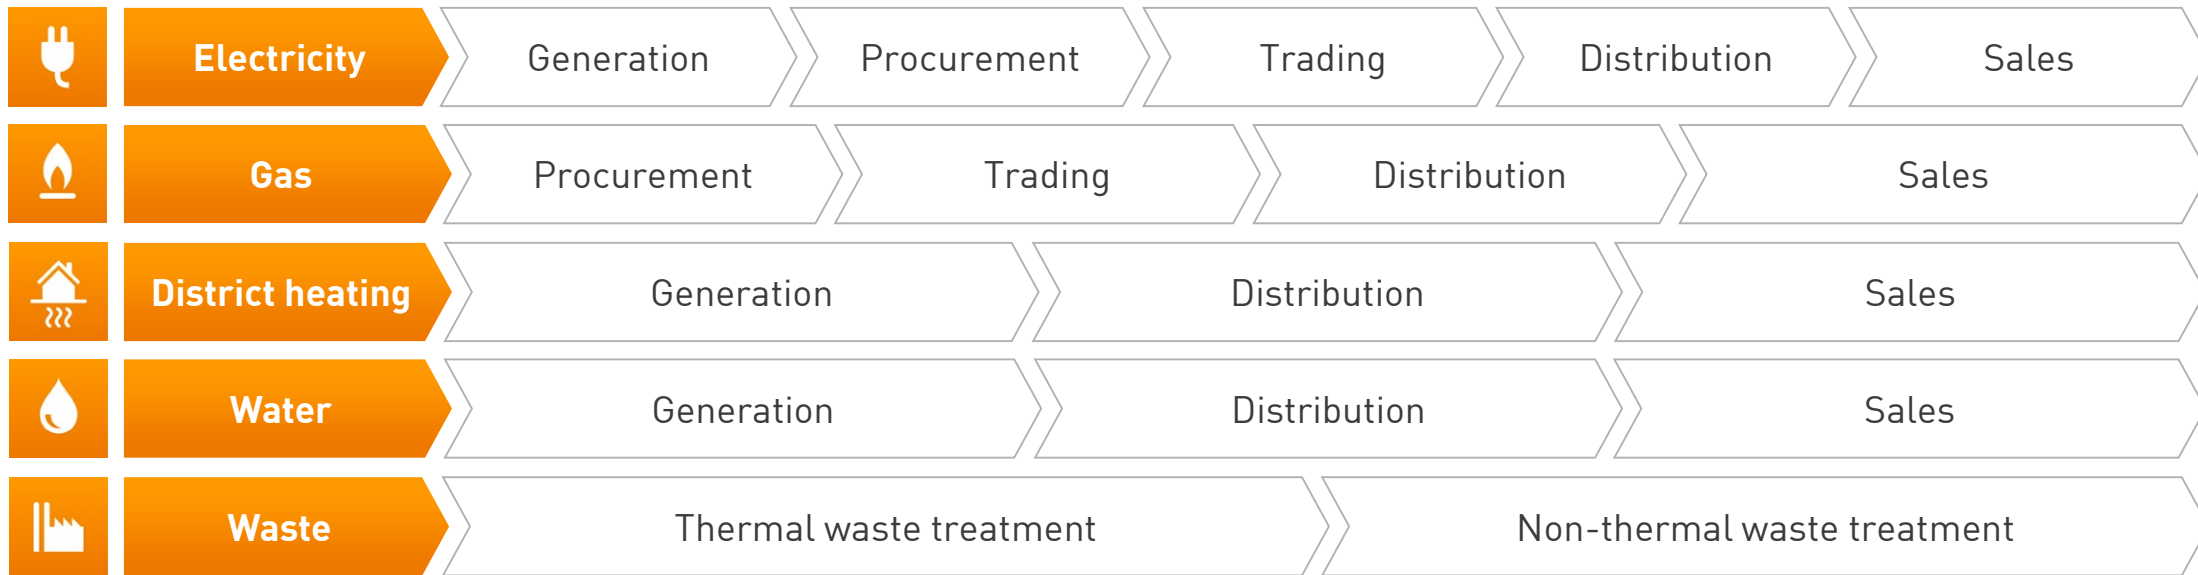 Electricity Generation Procurement Trading Distribution Sales
Gas Procurement Trading Distribution Sales
District heating Generation Distribution Sales
Water Generation Distribution Sales
Waste Thermal waste treatment Non-thermal waste treatment